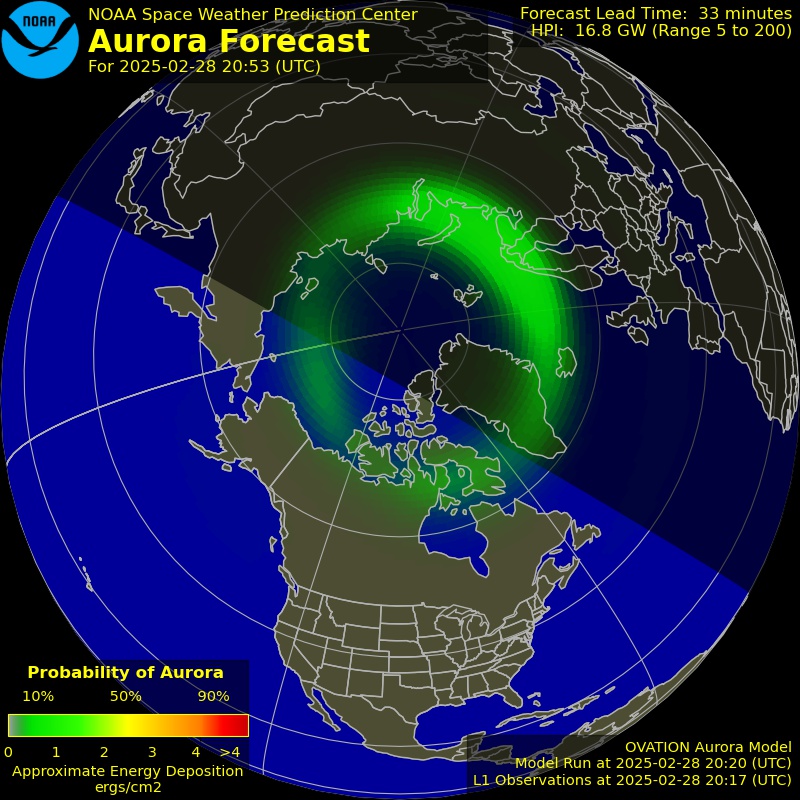 NOAA
NOAA Space Weather Prediction Center
Aurora Forecast
For 2025-02-28 20:53 (UTC)
Forecast Lead Time: 33 minutes
HPI: 16.8 GW (Range 5 to 200)
Probability of Aurora
10% 50% 90%
0 1 2 3 4 >4
Approximate Energy Deposition
ergs/cm2
OVATION Aurora Model
Model Run at 2025-02-28 20:20 (UTC)
L1 Observations at 2025-02-28 20:17 (UTC)